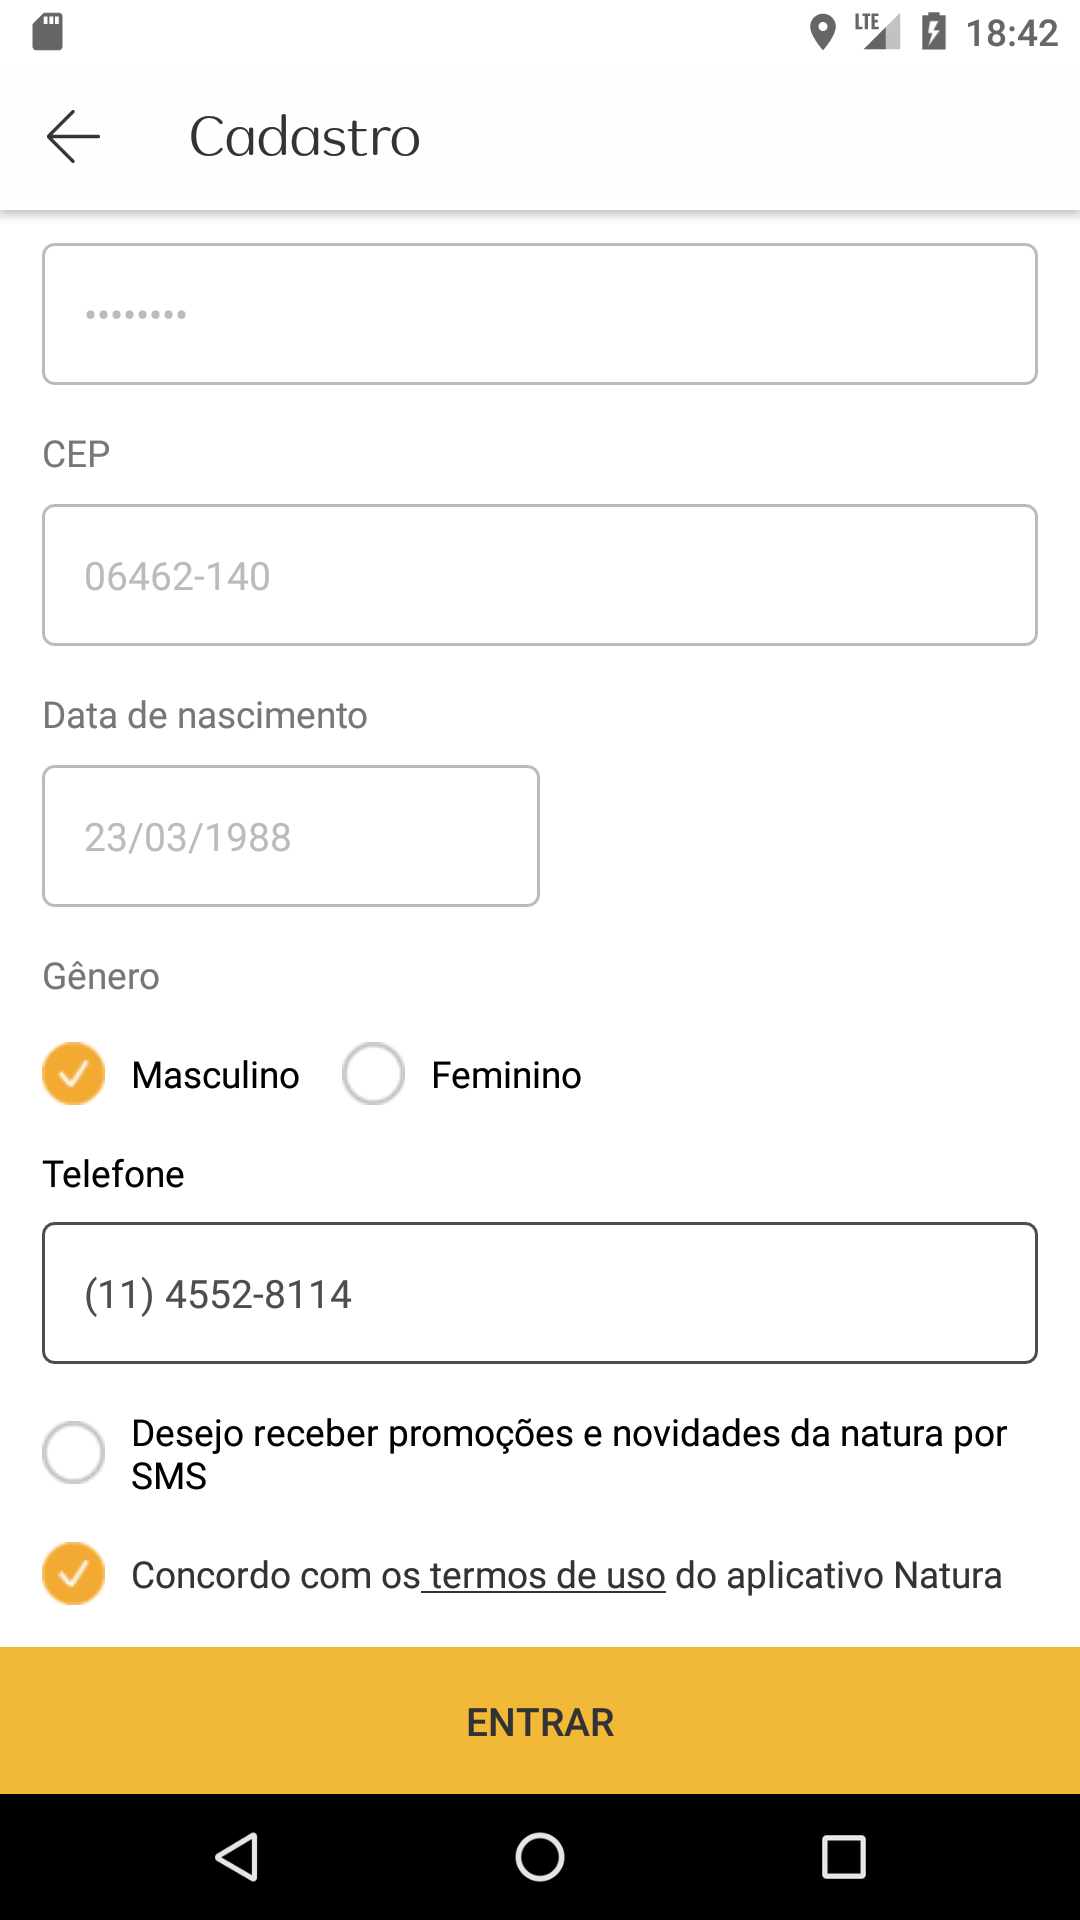 LTE 18:42
Cadastro
••••••••
CEP
06462-140
Data de nascimento
23/03/1988
Gênero
Masculino Feminino
Telefone
(11) 4552-8114
Desejo receber promoções e novidades da natura por
SMS
Concordo com os termos de uso do aplicativo Natura
ENTRAR